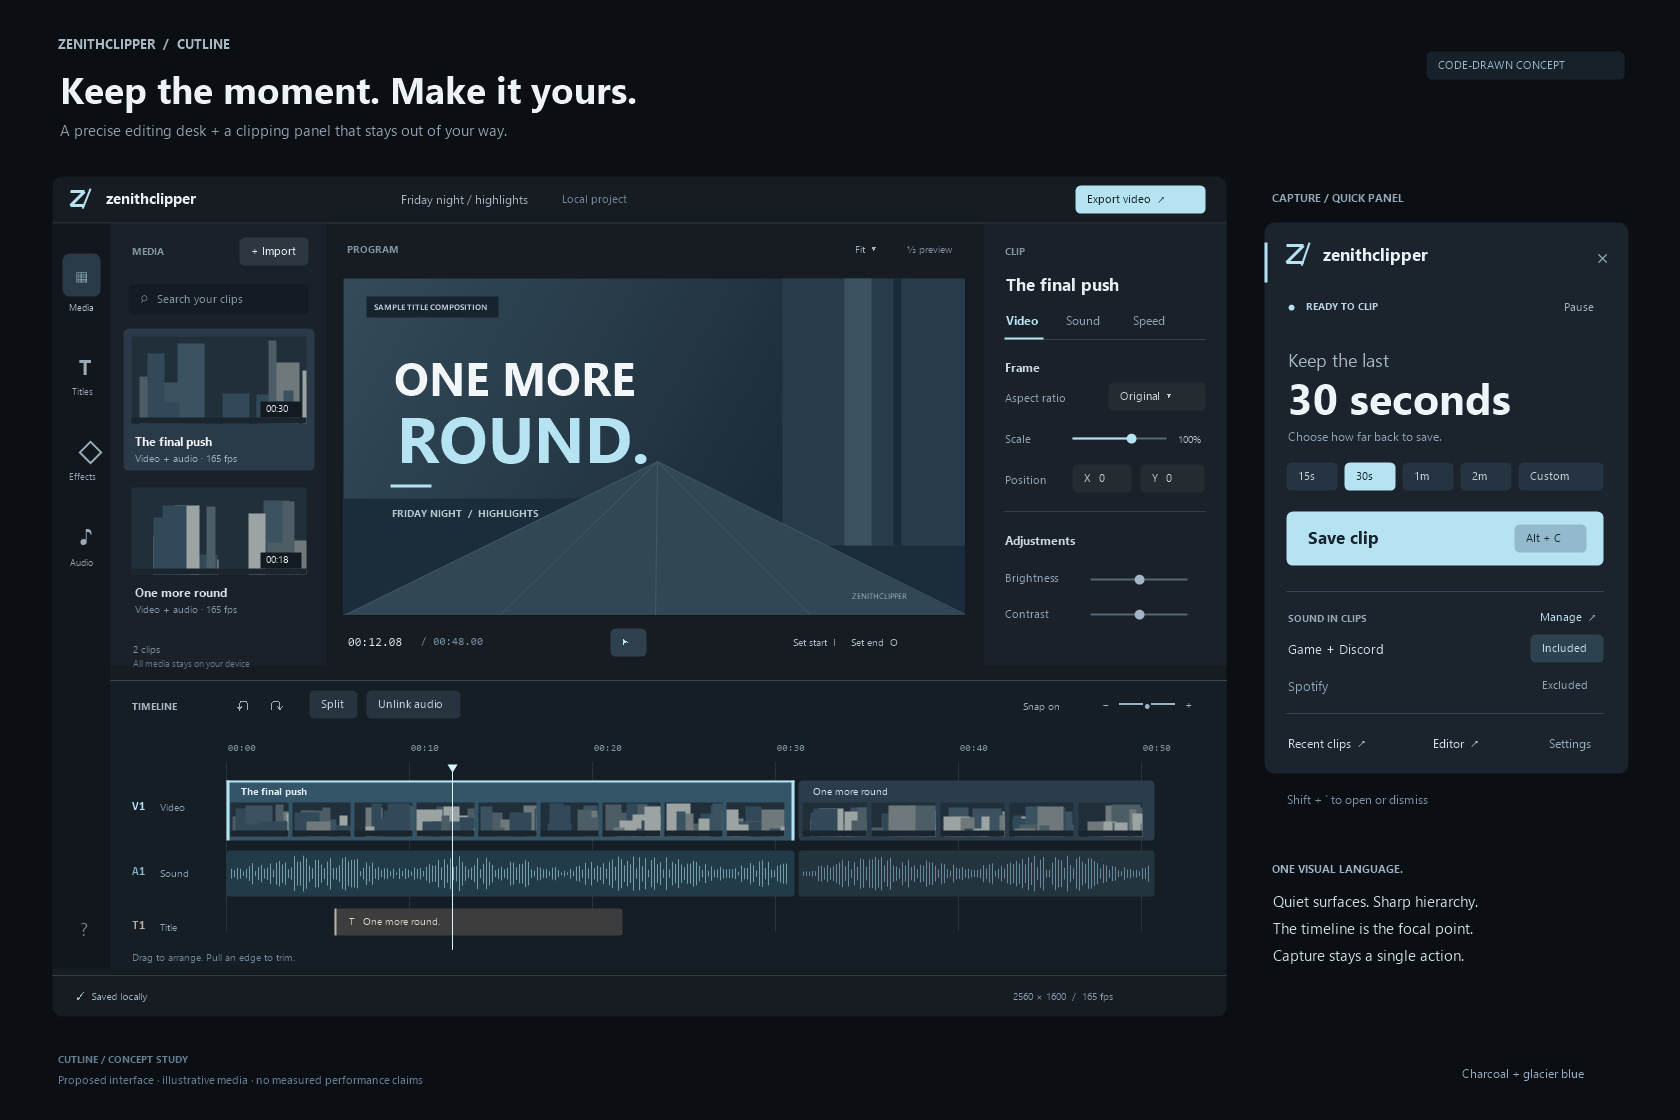 ZENITHCLIPPER / CUTLINE
CODE-DRAWN CONCEPT
Keep the moment. Make it yours.
A precise editing desk + a clipping panel that stays out of your way.
Z/ zenithclipper
Friday night / highlights
Local project
Export video ↗
MEDIA
+ Import
Search your clips
Media
Titles
Effects
Audio
00:30
The final push
Video + audio · 165 fps
00:18
One more round
Video + audio · 165 fps
2 clips
All media stays on your device
PROGRAM
Fit ▾
½ preview
SAMPLE TITLE COMPOSITION
ONE MORE
ROUND.
FRIDAY NIGHT / HIGHLIGHTS
ZENITHCLIPPER
00:12.08 / 00:48.00
Set start I
Set end O
CLIP
The final push
Video Sound Speed
Frame
Aspect ratio Original ▾
Scale 100%
Position X 0 Y 0
Adjustments
Brightness
Contrast
TIMELINE
Split
Unlink audio
Snap on
− +
00:00 00:10 00:20 00:30 00:40 00:50
V1 Video
The final push
One more round
A1 Sound
T1 Title
T One more round.
Drag to arrange. Pull an edge to trim.
?
✓ Saved locally
2560 × 1600 / 165 fps
CAPTURE / QUICK PANEL
Z/ zenithclipper ×
READY TO CLIP
Pause
Keep the last
30 seconds
Choose how far back to save.
15s 30s 1m 2m Custom
Save clip Alt + C
SOUND IN CLIPS
Manage ↗
Game + Discord Included
Spotify Excluded
Recent clips ↗ Editor ↗ Settings
Shift + ` to open or dismiss
ONE VISUAL LANGUAGE.
Quiet surfaces. Sharp hierarchy.
The timeline is the focal point.
Capture stays a single action.
CUTLINE / CONCEPT STUDY
Proposed interface · illustrative media · no measured performance claims
Charcoal + glacier blue